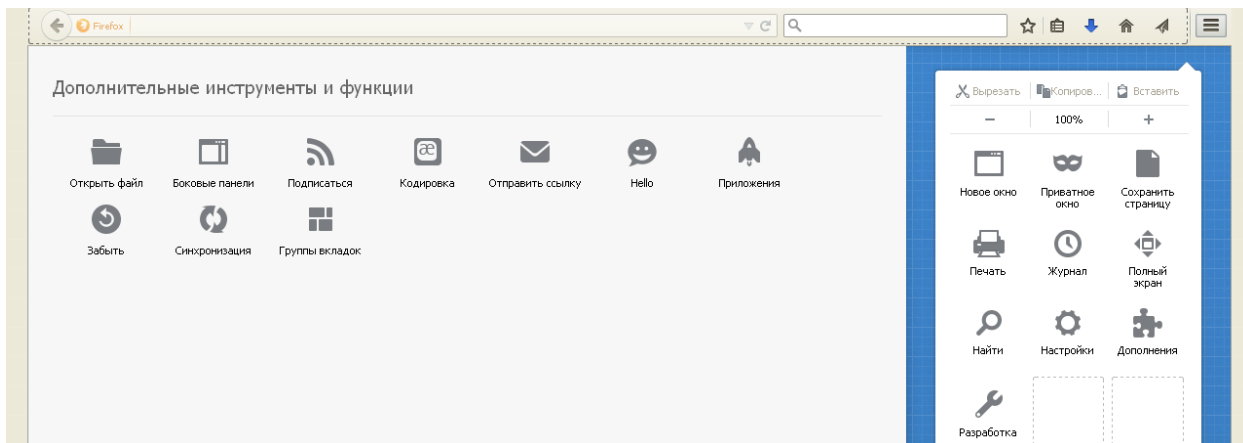 Firefox
Дополнительные инструменты и функции
Открыть файл Боковые панели Подписаться Кодировка Отправить ссылку Hello Приложения
Забыть Синхронизация Группы вкладок
Вырезать Копиров... Вставить
− 100% +
Новое окно Приватное окно Сохранить страницу
Печать Журнал Полный экран
Найти Настройки Дополнения
Разработка